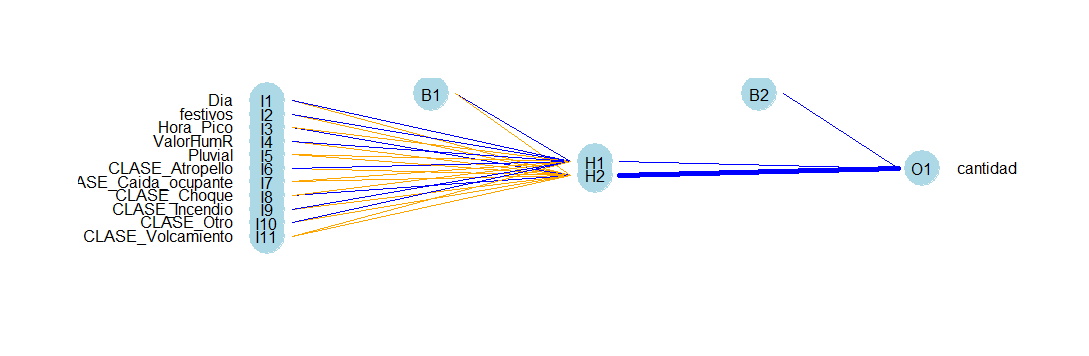 B1
B2
Dia I1
festivos I2
Hora_Pico I3
ValorHumR I4
Pluvial I5
CLASE_Atropello I6
ASE_Caida_ocupante I7
CLASE_Choque I8
CLASE_Incendio I9
CLASE_Otro I10
CLASE_Volcamiento I11
H1
H2
O1 cantidad